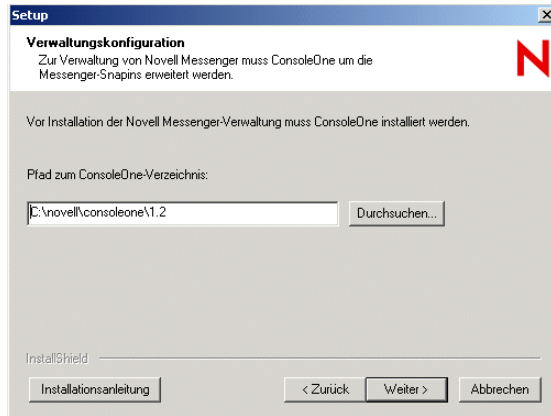 Setup
Verwaltungskonfiguration
Zur Verwaltung von Novell Messenger muss ConsoleOne um die
Messenger-Snapins erweitert werden.
N
Vor Installation der Novell Messenger-Verwaltung muss ConsoleOne installiert werden.
Pfad zum ConsoleOne-Verzeichnis:
C:\novell\consoleone\1.2
Durchsuchen...
InstallShield
Installationsanleitung
< Zurück
Weiter >
Abbrechen